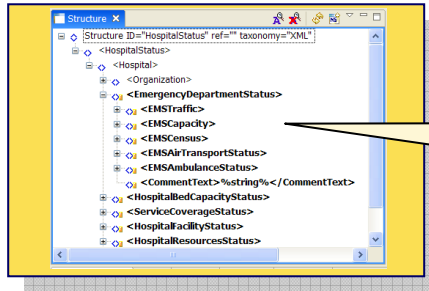 Structure
Structure ID="HospitalStatus" ref="" taxonomy="XML"
<HospitalStatus>
<Hospital>
<Organization>
<EmergencyDepartmentStatus>
<EMSTraffic>
<EMSCapacity>
<EMSCensus>
<EMSAirTransportStatus>
<EMSAmbulanceStatus>
<CommentText>%string%</CommentText>
<HospitalBedCapacityStatus>
<ServiceCoverageStatus>
<HospitalFacilityStatus>
<HospitalResourcesStatus>